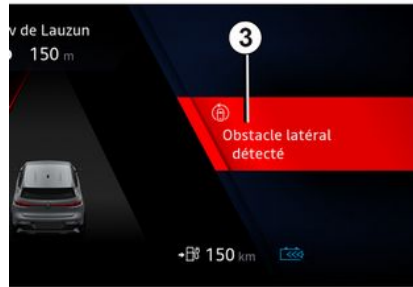 v de Lauzun
150 m
3
Obstacle latéral
détecté
150 km